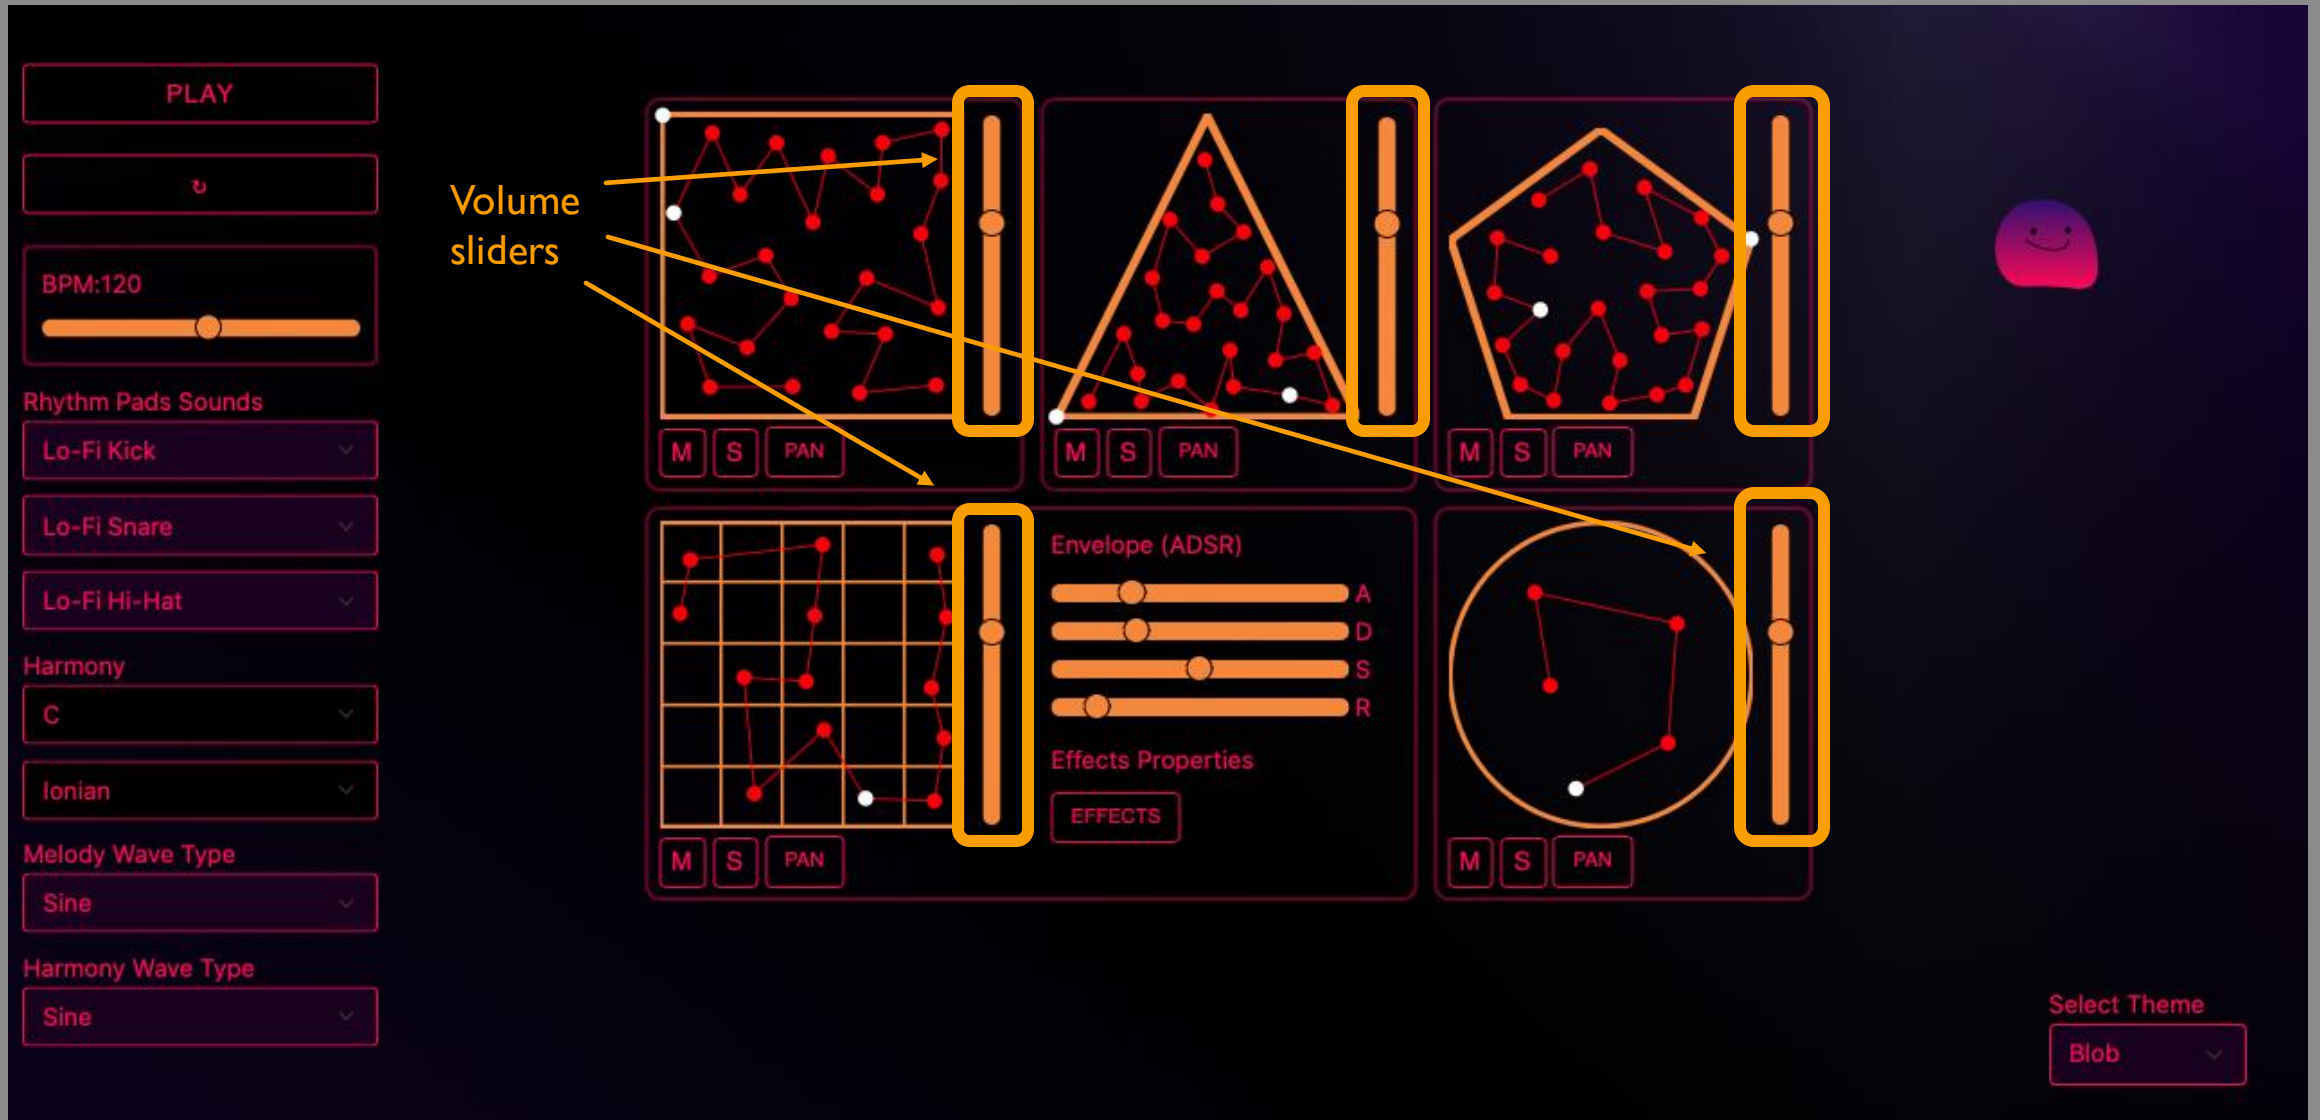 PLAY
↻
BPM:120
Rhythm Pads Sounds
Lo-Fi Kick
Lo-Fi Snare
Lo-Fi Hi-Hat
Harmony
C
Ionian
Melody Wave Type
Sine
Harmony Wave Type
Sine
Volume
sliders
M S PAN
M S PAN
M S PAN
M S PAN
Envelope (ADSR)
A
D
S
R
Effects Properties
EFFECTS
M S PAN
Select Theme
Blob